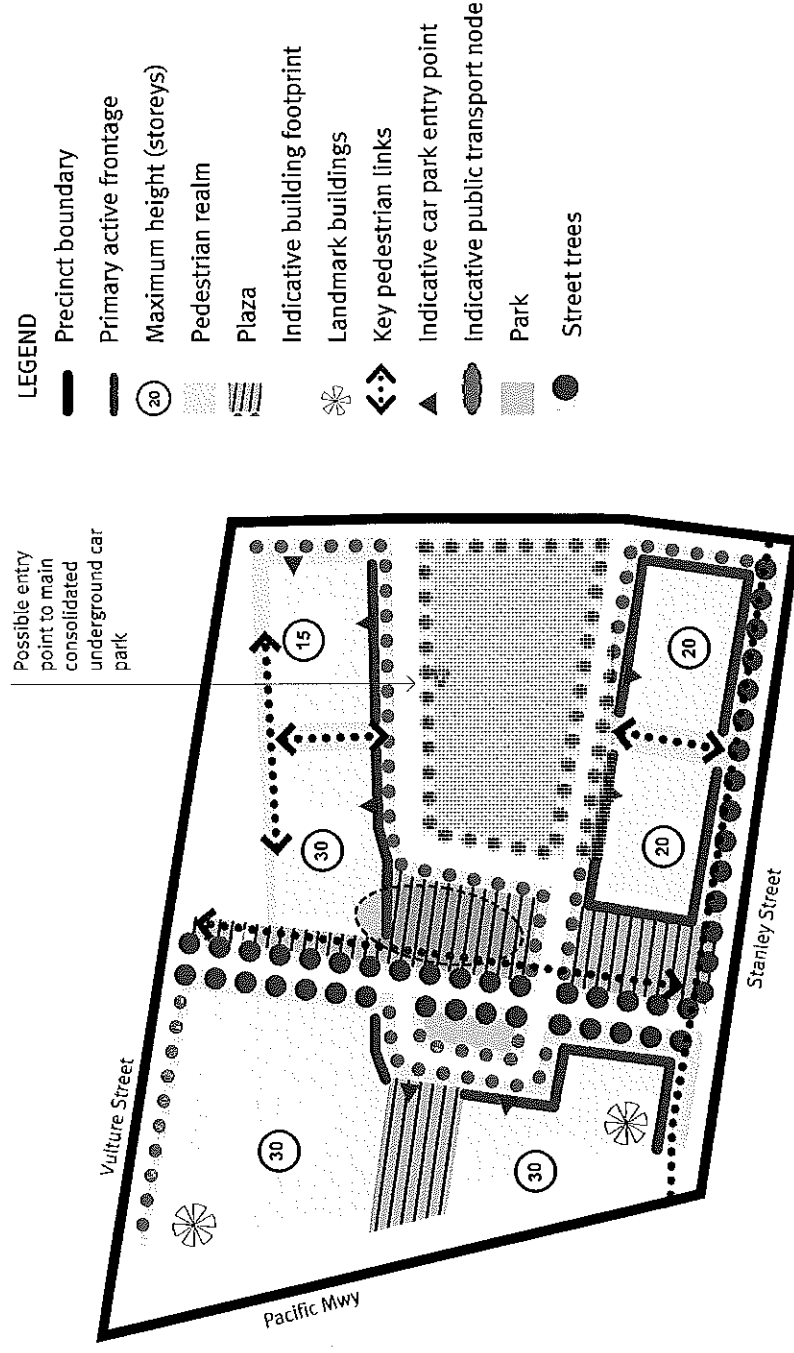 Possible entry
point to main
consolidated
underground car
park
Vulture Street
Pacific Mwy
Stanley Street
30
30
30
15
20
20
LEGEND
Precinct boundary
Primary active frontage
20
Maximum height (storeys)
Pedestrian realm
Plaza
Indicative building footprint
Landmark buildings
Key pedestrian links
Indicative car park entry point
Indicative public transport node
Park
Street trees